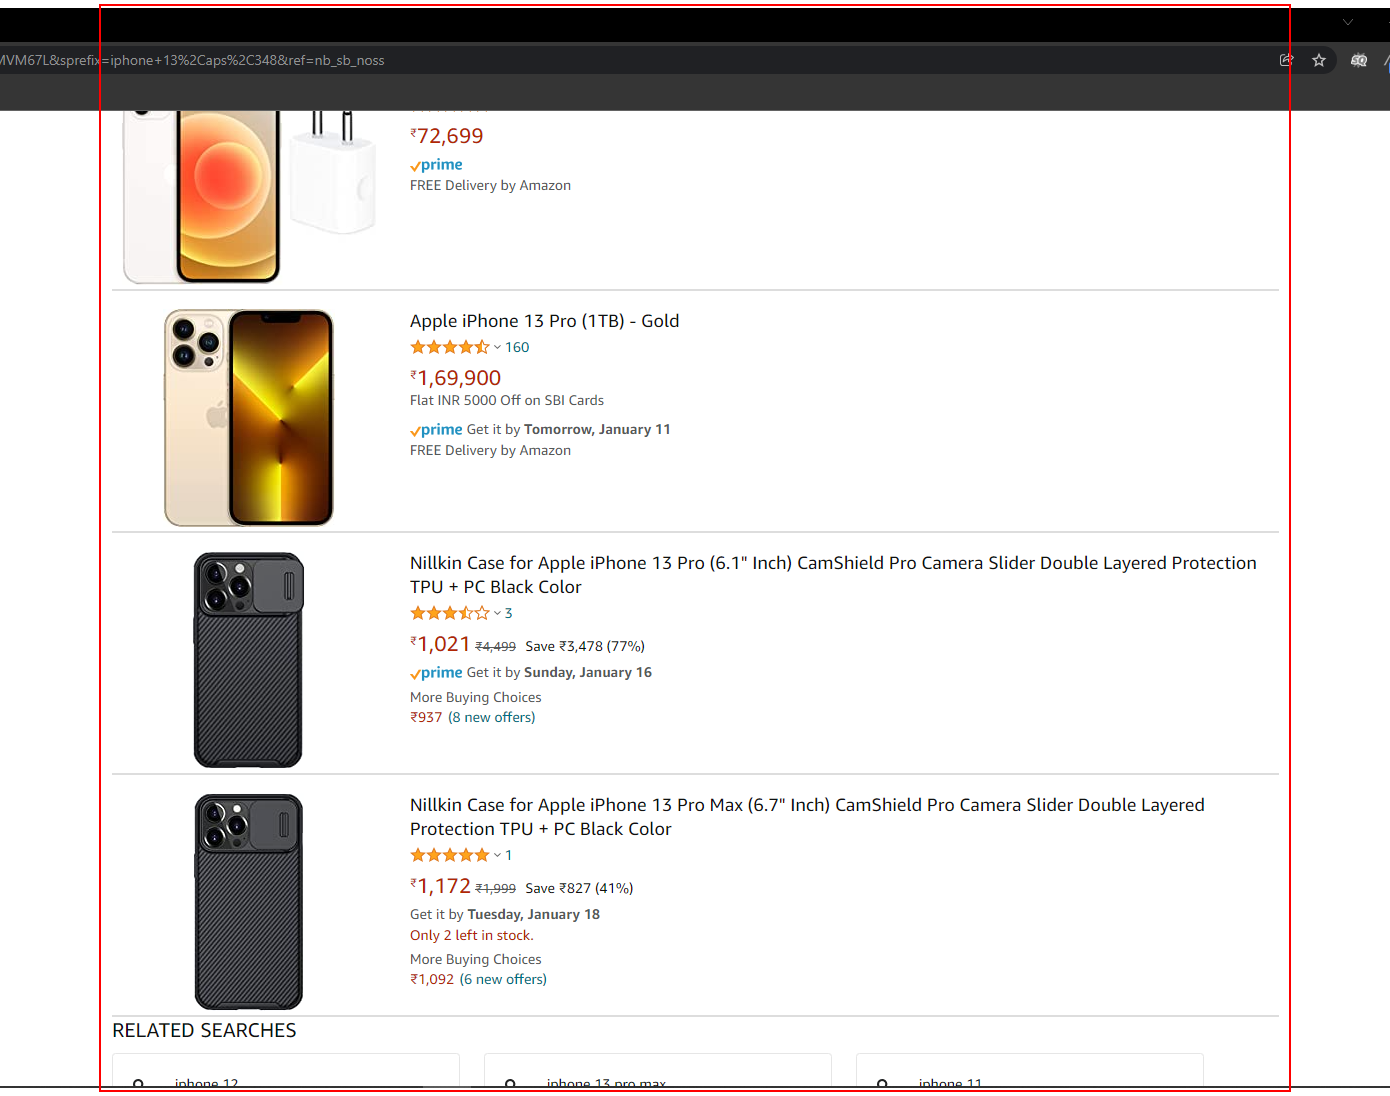 MVM67L&sprefix=iphone+13%2Caps%2C348&ref=nb_sb_noss
₹72,699
prime
FREE Delivery by Amazon
Apple iPhone 13 Pro (1TB) - Gold
160
₹1,69,900
Flat INR 5000 Off on SBI Cards
prime Get it by Tomorrow, January 11
FREE Delivery by Amazon
Nillkin Case for Apple iPhone 13 Pro (6.1" Inch) CamShield Pro Camera Slider Double Layered Protection
TPU + PC Black Color
3
₹1,021 ₹4,499 Save ₹3,478 (77%)
prime Get it by Sunday, January 16
More Buying Choices
₹937 (8 new offers)
Nillkin Case for Apple iPhone 13 Pro Max (6.7" Inch) CamShield Pro Camera Slider Double Layered
Protection TPU + PC Black Color
1
₹1,172 ₹1,999 Save ₹827 (41%)
Get it by Tuesday, January 18
Only 2 left in stock.
More Buying Choices
₹1,092 (6 new offers)
RELATED SEARCHES
iphone 12 iphone 13 pro max iphone 11